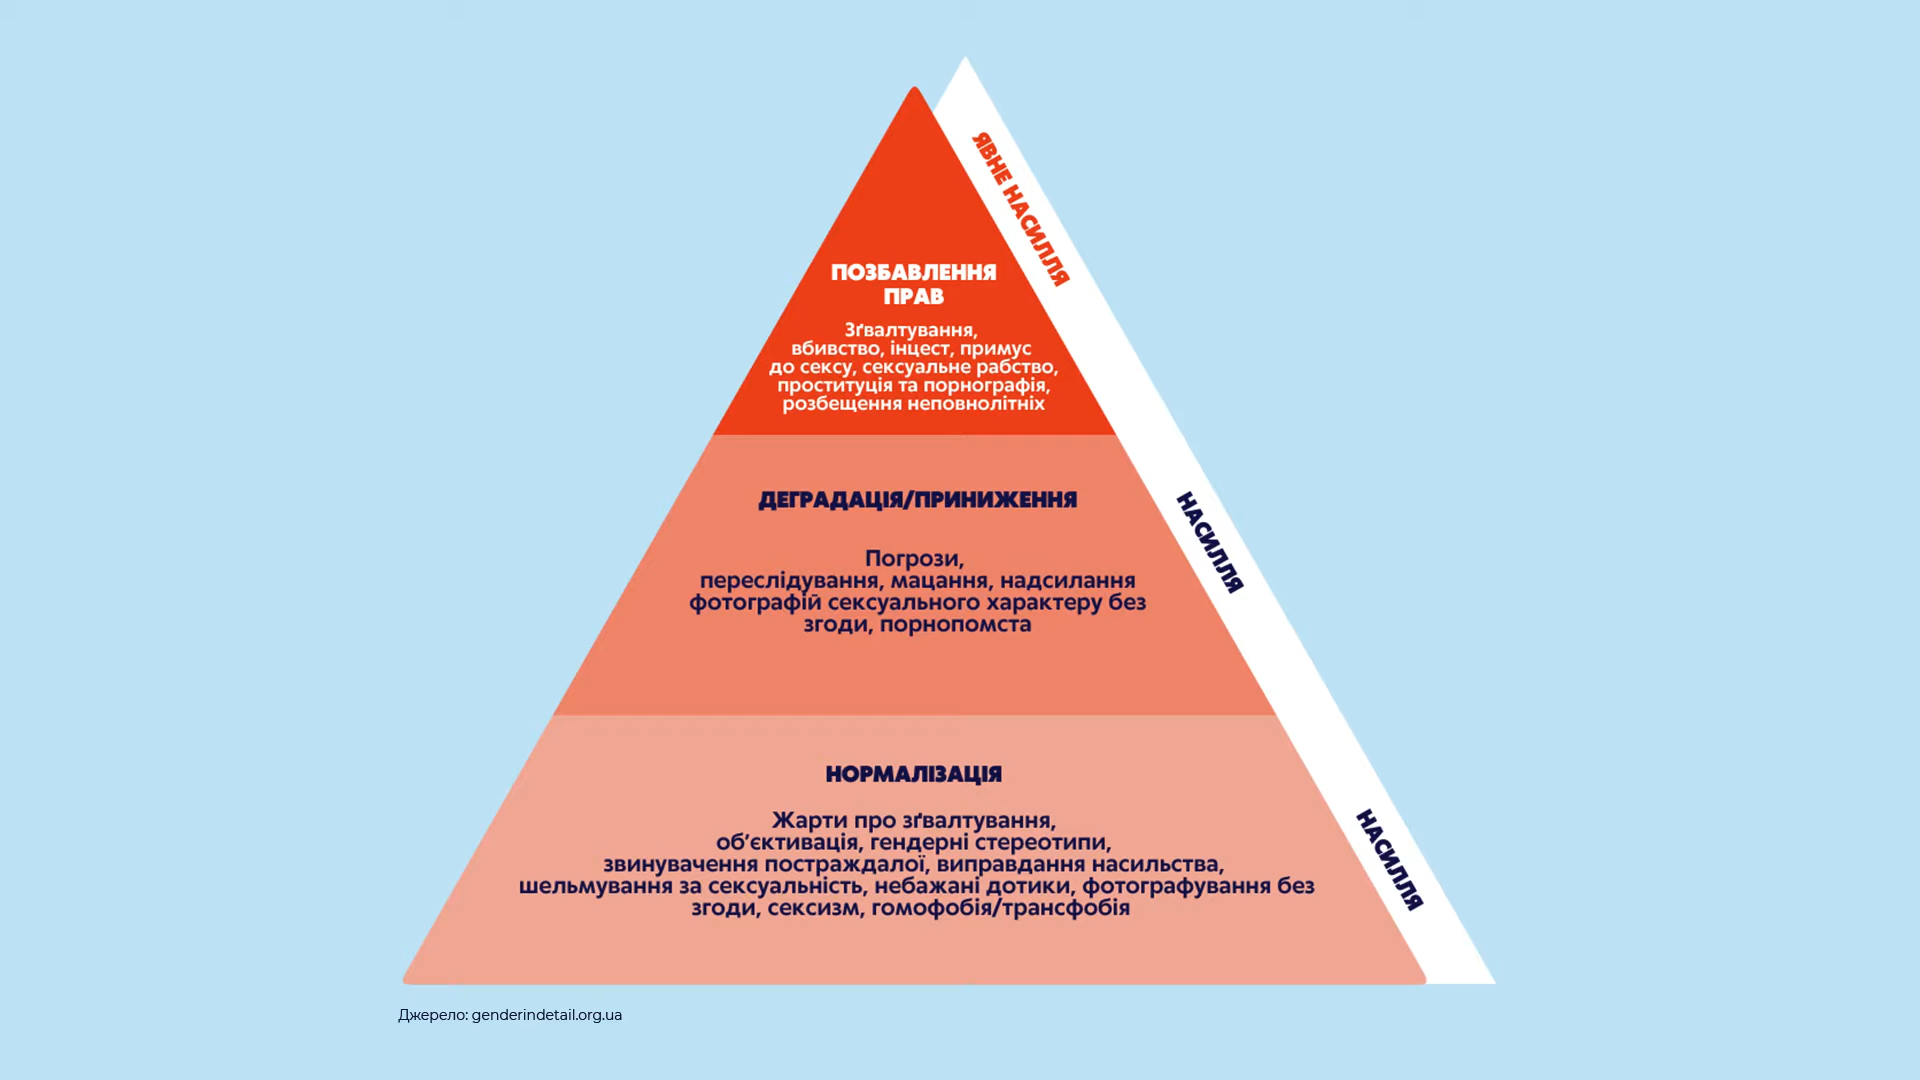 ЯВНЕ НАСИЛЛЯ
ПОЗБАВЛЕННЯ
ПРАВ
Зґвалтування,
вбивство, інцест, примус
до сексу, сексуальне рабство,
проституція та порнографія,
розбещення неповнолітніх
НАСИЛЛЯ
ДЕГРАДАЦІЯ/ПРИНИЖЕННЯ
Погрози,
переслідування, мацання, надсилання
фотографій сексуального характеру без
згоди, порнопомста
НАСИЛЛЯ
НОРМАЛІЗАЦІЯ
Жарти про зґвалтування,
об’єктивація, гендерні стереотипи,
звинувачення постраждалої, виправдання насильства,
шельмування за сексуальність, небажані дотики, фотографування без
згоди, сексизм, гомофобія/трансфобія
Джерело: genderindetail.org.ua